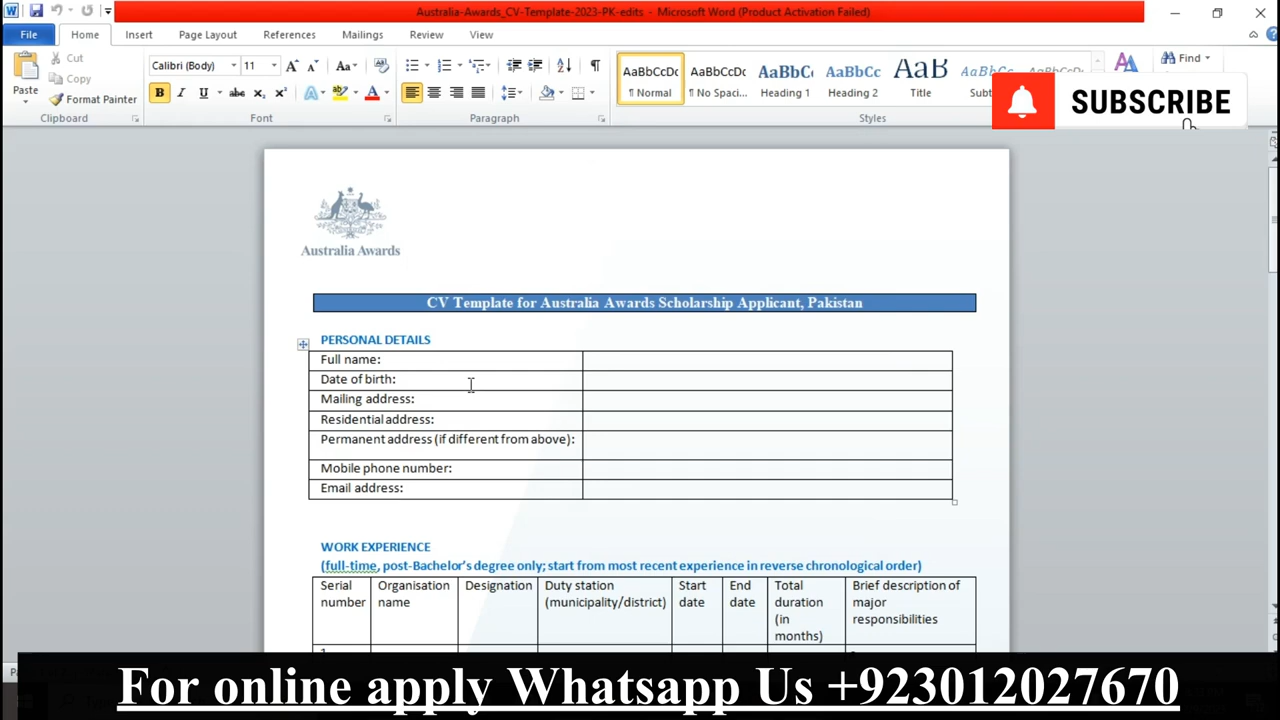 Australia-Awards_CV-Template-2023-PK-edits - Microsoft Word (Product Activation Failed)
File Home Insert Page Layout References Mailings Review View
Cut
Copy
Paste
Format Painter
Calibri (Body) 11
B I U abc x₂ x² A
AaBbCcDc AaBbCcDc AaBbC( AaBbCc AaB AaBbCc.
¶ Normal ¶ No Spaci... Heading 1 Heading 2 Title Subt
Find
Clipboard Font Paragraph Styles
SUBSCRIBE
Australia Awards
CV Template for Australia Awards Scholarship Applicant, Pakistan
PERSONAL DETAILS
Full name:
Date of birth:
Mailing address:
Residential address:
Permanent address (if different from above):
Mobile phone number:
Email address:
WORK EXPERIENCE
(full-time, post-Bachelor's degree only; start from most recent experience in reverse chronological order)
Serial number
Organisation name
Designation
Duty station (municipality/district)
Start date
End date
Total duration (in months)
Brief description of major responsibilities
For online apply Whatsapp Us +923012027670